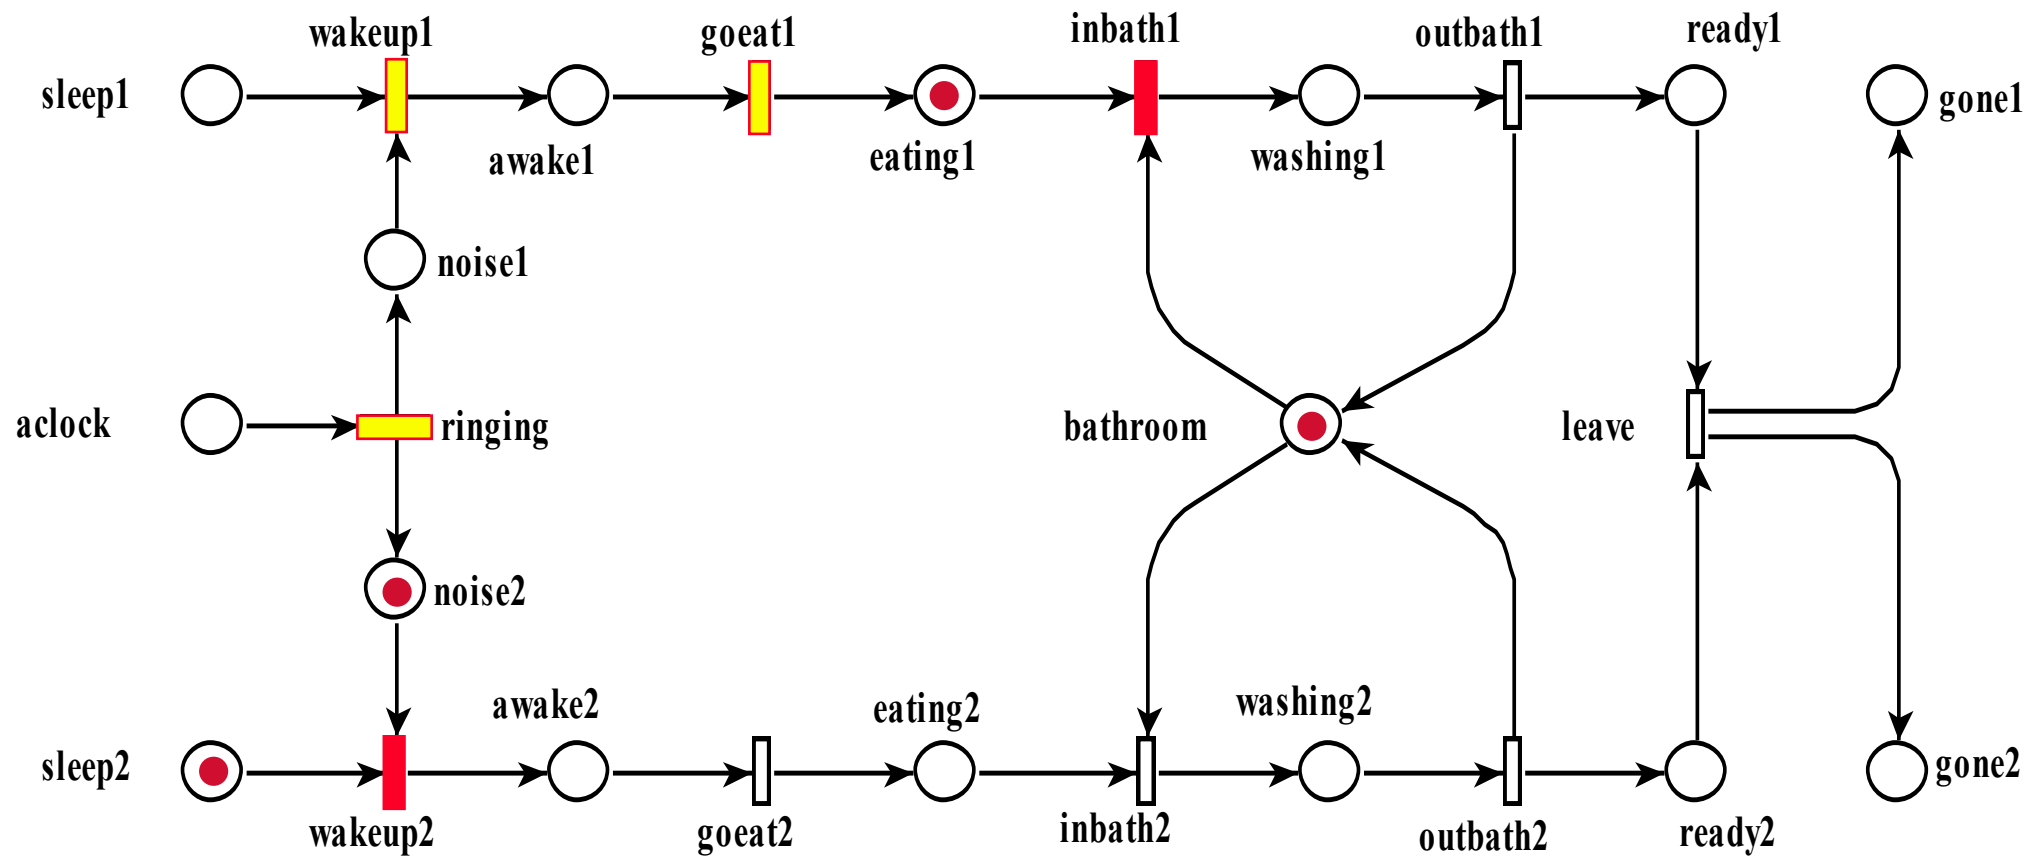 wakeup1
goeat1
inbath1
outbath1
ready1
sleep1
gone1
awake1
eating1
washing1
noise1
aclock
ringing
bathroom
leave
noise2
awake2
eating2
washing2
sleep2
gone2
wakeup2
goeat2
inbath2
outbath2
ready2